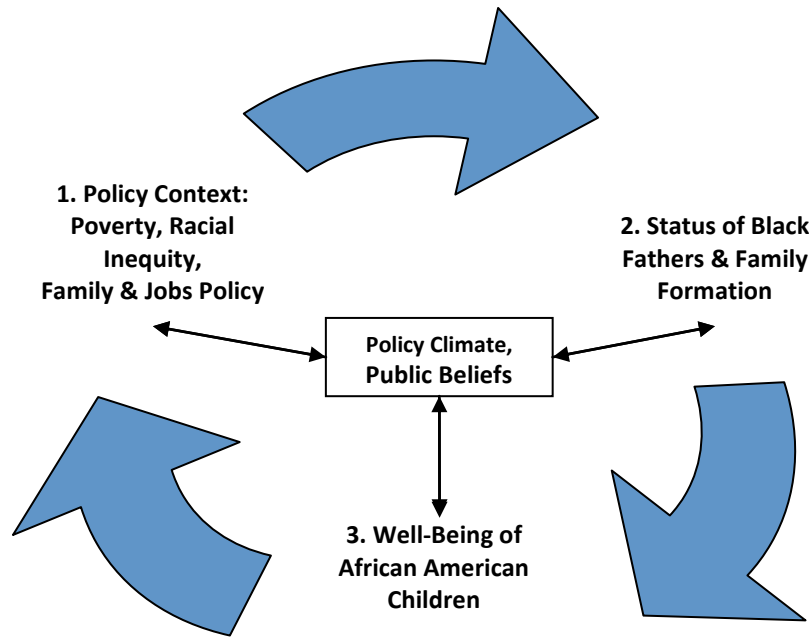 1. Policy Context:
Poverty, Racial
Inequity,
Family & Jobs Policy
2. Status of Black
Fathers & Family
Formation
Policy Climate,
Public Beliefs
3. Well-Being of
African American
Children